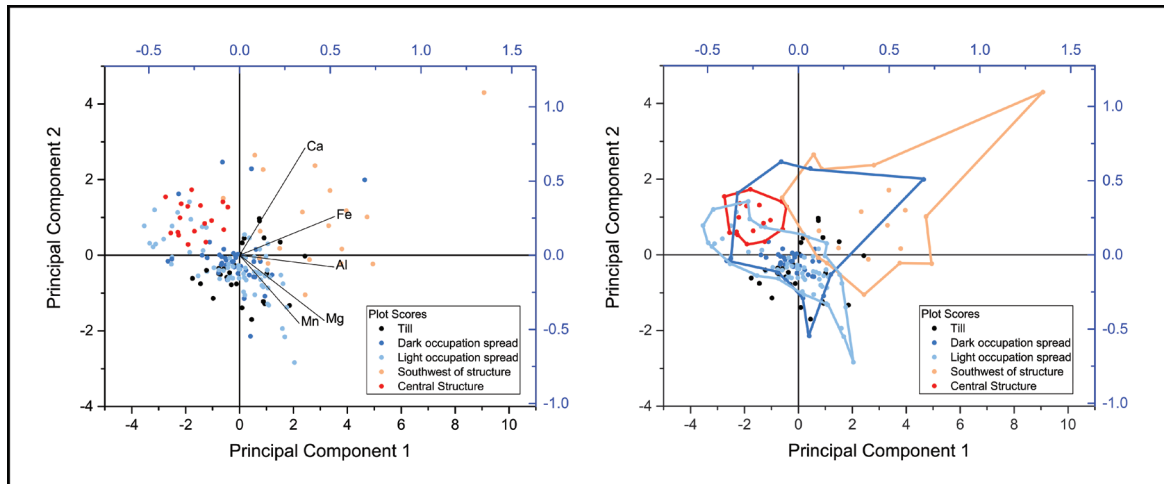 -0.5 0.0 0.5 1.0 1.5
4
2
0
-2
-4
1.0
0.5
0.0
-0.5
-1.0
Principal Component 2
Ca
Fe
Al
Mg
Mn
Plot Scores
Till
Dark occupation spread
Light occupation spread
Southwest of structure
Central Structure
-4 -2 0 2 4 6 8 10
Principal Component 1
-0.5 0.0 0.5 1.0 1.5
4
2
0
-2
-4
1.0
0.5
0.0
-0.5
-1.0
Principal Component 2
Plot Scores
Till
Dark occupation spread
Light occupation spread
Southwest of structure
Central Structure
-4 -2 0 2 4 6 8 10
Principal Component 1